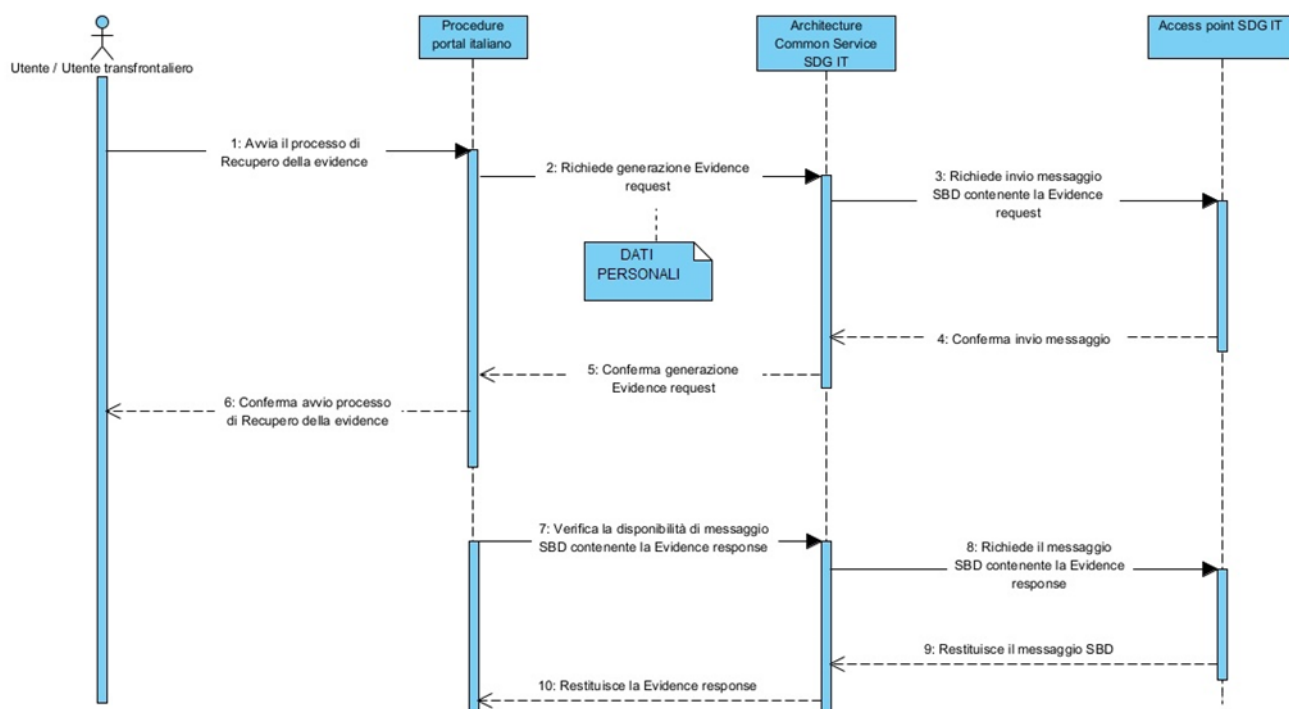 Utente / Utente transfrontaliero
Procedure
portal italiano
Architecture
Common Service
SDG IT
Access point SDG IT
1: Avvia il processo di
Recupero della evidence
2: Richiede generazione Evidence
request
3: Richiede invio messaggio
SBD contenente la Evidence
request
DATI
PERSONALI
4: Conferma invio messaggio
5: Conferma generazione
Evidence request
6: Conferma avvio processo
di Recupero della evidence
7: Verifica la disponibilità di messaggio
SBD contenente la Evidence response
8: Richiede il messaggio
SBD contenente la Evidence
response
9: Restituisce il messaggio SBD
10: Restituisce la Evidence response